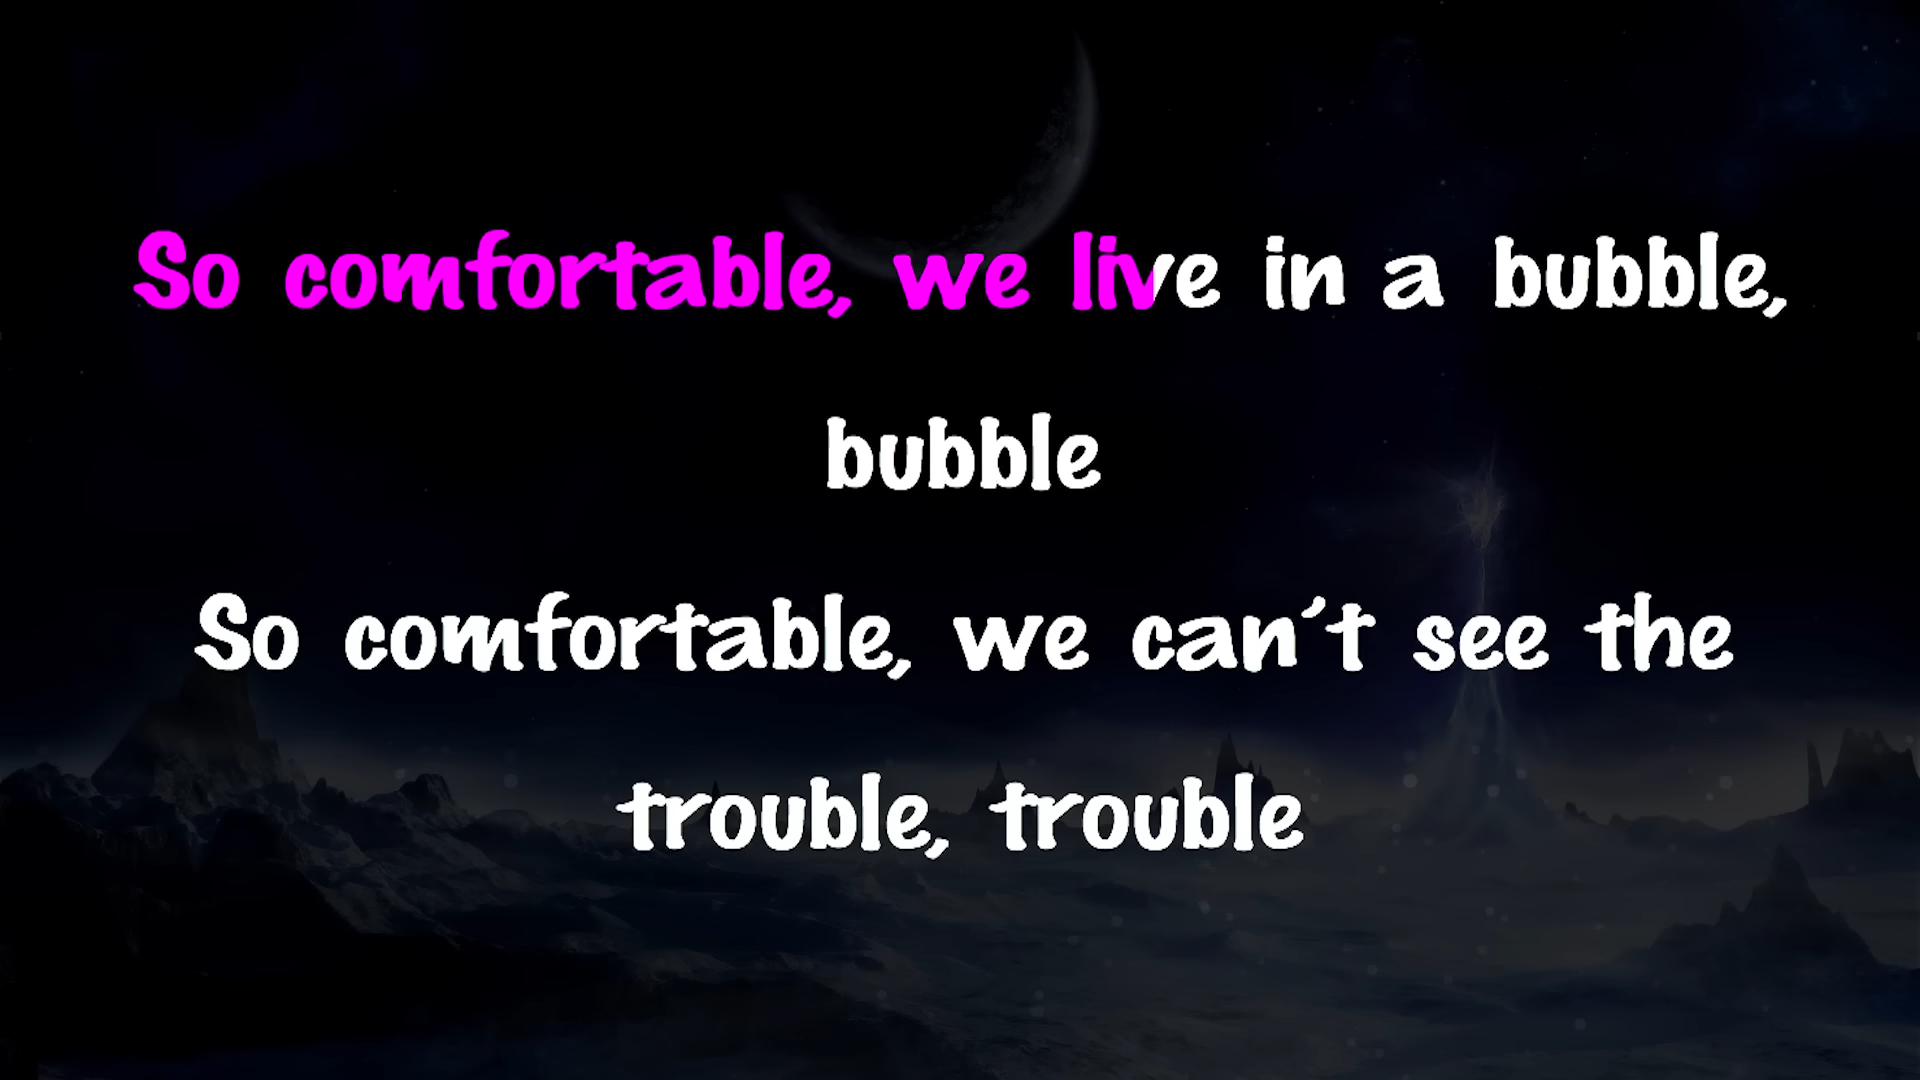 So comfortable, we live in a bubble,
bubble
So comfortable, we can't see the
trouble, trouble